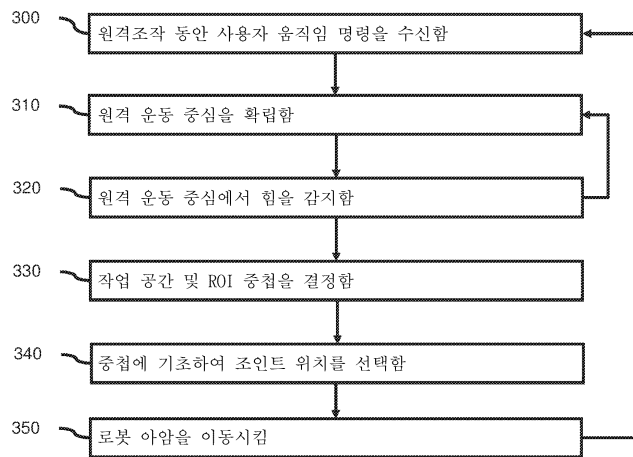 300
원격조작 동안 사용자 움직임 명령을 수신함
310
원격 운동 중심을 확립함
320
원격 운동 중심에서 힘을 감지함
330
작업 공간 및 ROI 중첩을 결정함
340
중첩에 기초하여 조인트 위치를 선택함
350
로봇 아암을 이동시킴